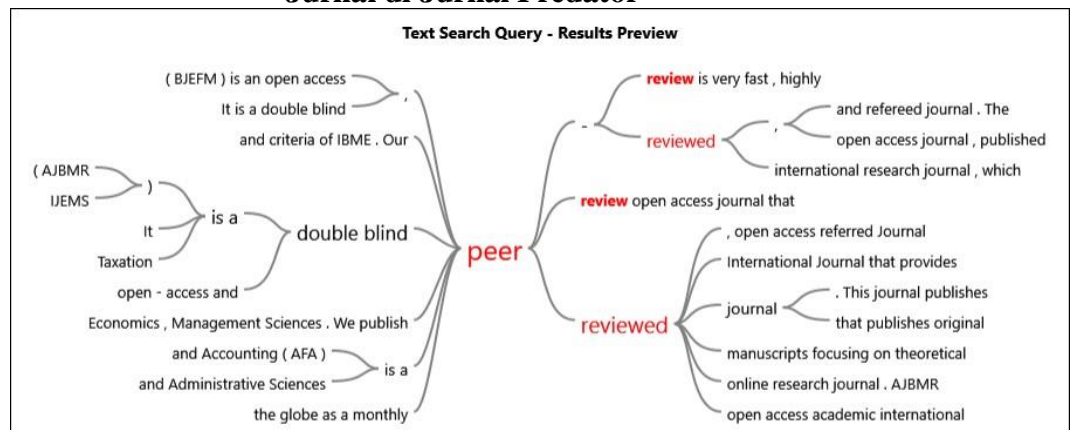 Jurnal di Jurnal Predator
Text Search Query - Results Preview
( BJEFM ) is an open access
It is a double blind
,
and criteria of IBME . Our
( AJBMR
IJEMS
)
It
Taxation
is a
open - access and
double blind
Economics , Management Sciences . We publish
and Accounting ( AFA )
and Administrative Sciences
is a
the globe as a monthly
peer
-
review is very fast , highly
reviewed
,
and refereed journal . The
open access journal , published
international research journal , which
review open access journal that
reviewed
, open access referred Journal
International Journal that provides
journal
. This journal publishes
that publishes original
manuscripts focusing on theoretical
online research journal . AJBMR
open access academic international